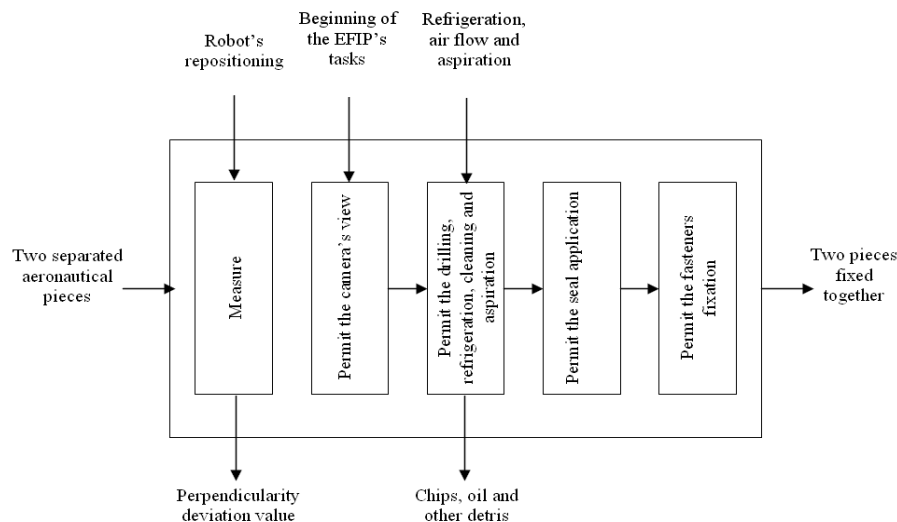 Robot's
repositioning
Beginning of
the EFIP's
tasks
Refrigeration,
air flow and
aspiration
Two separated
aeronautical
pieces
Measure
Permit the camera's view
Permit the drilling,
refrigeration, cleaning and
aspiration
Permit the seal application
Permit the fasteners
fixation
Two pieces
fixed
together
Perpendicularity
deviation value
Chips, oil and
other detris